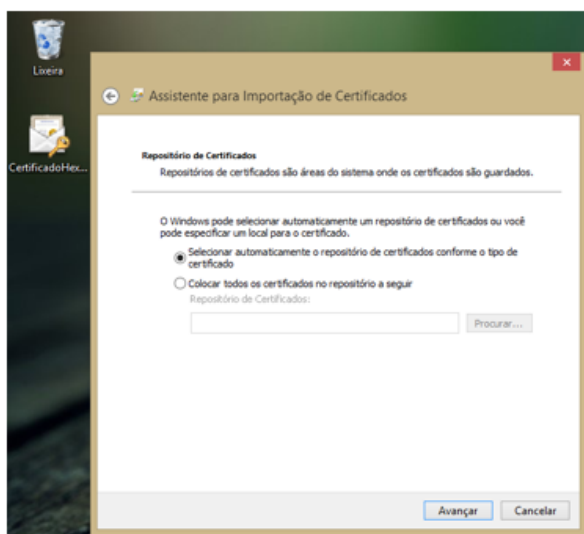 Lixeira
CertificadoHex...
Assistente para Importação de Certificados
Repositório de Certificados
Repositórios de certificados são áreas do sistema onde os certificados são guardados.
O Windows pode selecionar automaticamente um repositório de certificados ou você
pode especificar um local para o certificado.
Selecionar automaticamente o repositório de certificados conforme o tipo de
certificado
Colocar todos os certificados no repositório a seguir
Repositório de Certificados:
Procurar...
Avançar
Cancelar